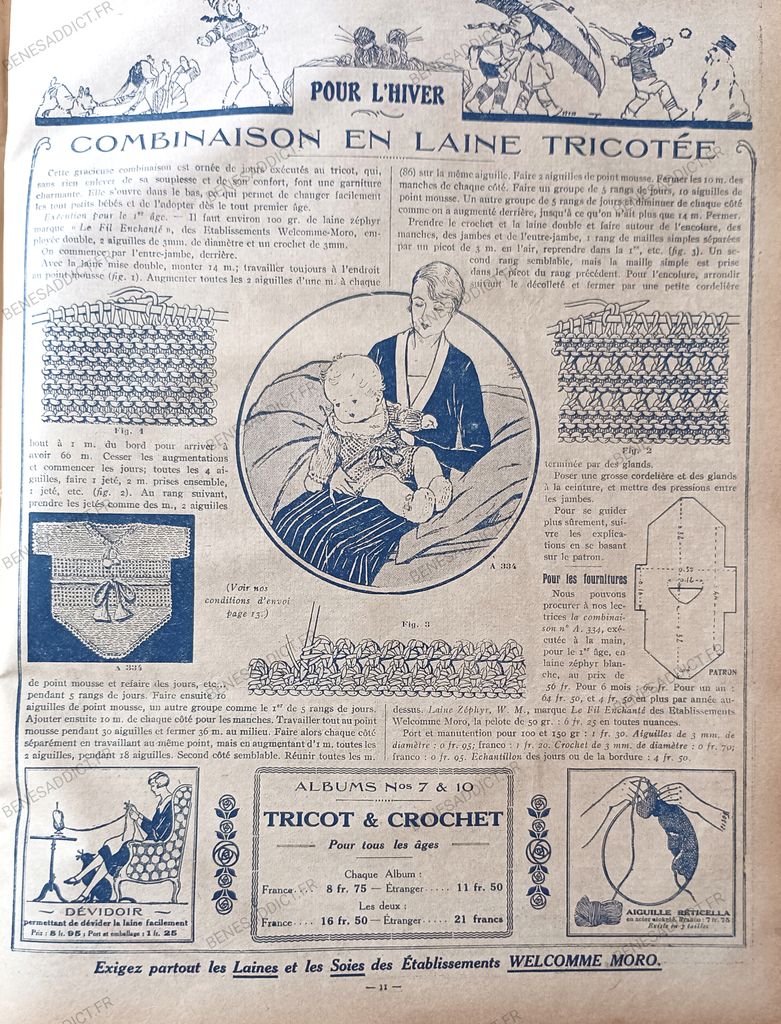 POUR L'HIVER
COMBINAISON EN LAINE TRICOTÉE
Cette gracieuse combinaison est ornée de jours exécutés au tricot, qui,
sans rien enlever de sa souplesse et de son confort, font une garniture
charmante. Elle s'ouvre dans le bas, ce qui permet de changer facilement
les tout petits bébés et de l'adopter dès le tout premier âge.
Exécution pour le 1er âge. — Il faut environ 100 gr. de laine zéphyr
marque « Le Fil Enchanté », des Etablissements Welcomme-Moro, em-
ployée double, 2 aiguilles de 3mm. de diamètre et un crochet de 3mm.
On commence par l'entre-jambe, derrière.
Avec la laine mise double, monter 14 m.; travailler toujours à l'endroit
au point mousse (fig. 1). Augmenter toutes les 2 aiguilles d'une m. à chaque
Fig. 1
bout à 1 m. du bord pour arriver à
avoir 60 m. Cesser les augmentations
et commencer les jours; toutes les 4 ai-
guilles, faire 1 jeté, 2 m. prises ensemble,
1 jeté, etc. (fig. 2). Au rang suivant,
prendre les jetés comme des m., 2 aiguilles
A 334
de point mousse et refaire des jours, etc.,
pendant 5 rangs de jours. Faire ensuite 10
aiguilles de point mousse, un autre groupe comme le 1er de 5 rangs de jours.
Ajouter ensuite 10 m. de chaque côté pour les manches. Travailler tout au point
mousse pendant 30 aiguilles et fermer 36 m. au milieu. Faire alors chaque côté
séparément en travaillant au même point, mais en augmentant d'1 m. toutes les
2 aiguilles, pendant 18 aiguilles. Second côté semblable. Réunir toutes les m.
(86) sur la même aiguille. Faire 2 aiguilles de point mousse. Fermer les 10 m. des
manches de chaque côté. Faire un groupe de 5 rangs de jours, 10 aiguilles de
point mousse. Un autre groupe de 5 rangs de jours et diminuer de chaque côté
comme on a augmenté derrière, jusqu'à ce qu'on n'ait plus que 14 m. Fermer.
Prendre le crochet et la laine double et faire autour de l'encolure, des
manches, des jambes et de l'entre-jambe, 1 rang de mailles simples séparées
par un picot de 3 m. en l'air, reprendre dans la 1re, etc. (fig. 3). Un se-
cond rang semblable, mais la maille simple est prise
dans le picot du rang précédent. Pour l'encolure, arrondir
suivant le décolleté et fermer par une petite cordelière
Fig. 2
terminée par des glands.
Poser une grosse cordelière et des glands
à la ceinture, et mettre des pressions entre
les jambes.
Pour se guider
plus sûrement, sui-
vre les explica-
tions en se basant
sur le patron.
A 334
(Voir nos
conditions d'envoi
page 13.)
Fig. 3
Pour les fournitures
Nous pouvons
procurer à nos lec-
trices la combinai-
son n° A. 334, exé-
cutée à la main,
pour le 1er âge, en
laine zéphyr blan-
che, au prix de
56 fr. Pour 6 mois : 60 fr. Pour un an :
64 fr. 50, et 4 fr. 50 en plus par année au-
dessus. Laine Zéphyr, W. M., marque Le Fil Enchanté des Etablissements
Welcomme Moro, la pelote de 50 gr. : 6 fr. 25 en toutes nuances.
Port et manutention pour 100 et 150 gr : 1 fr. 30. Aiguilles de 3 mm. de
diamètre : 0 fr. 95; franco : 1 fr. 20. Crochet de 3 mm. de diamètre : 0 fr. 70;
franco : 0 fr. 95. Echantillon des jours ou de la bordure : 4 fr. 50.
PATRON
DÉVIDOIR
permettant de dévider la laine facilement
Prix : 8 fr. 95 ; Port et emballage : 1 fr. 25
ALBUMS Nos 7 & 10
TRICOT & CROCHET
Pour tous les âges
Chaque Album :
France.... 8 fr. 75 — Étranger..... 11 fr. 50
Les deux :
France.... 16 fr. 50 — Étranger..... 21 francs
AIGUILLE RÉTICELLA
en acier nickelé, Franco : 7 fr. 75
Existe en 7 tailles
Exigez partout les Laines et les Soies des Établissements WELCOMME MORO.
— 11 —
BENESADDICT.FR